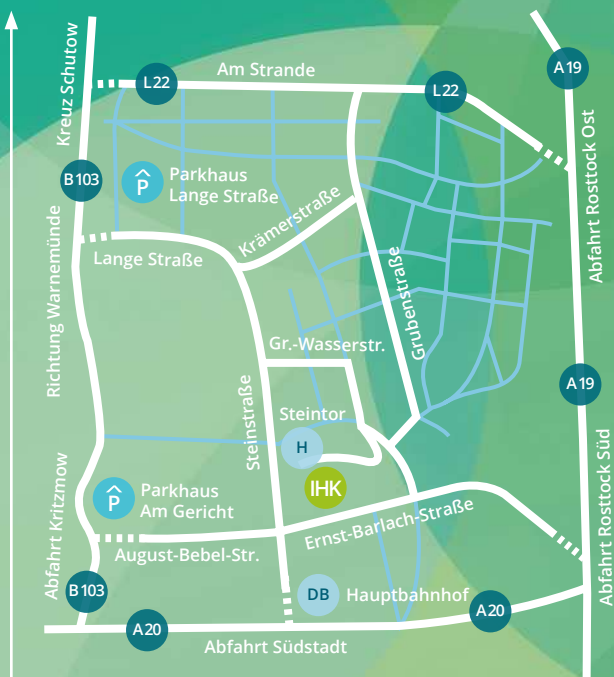 A19
Am Strande
L22
L22
Kreuz Schutow
B103
P
Parkhaus
Lange Straße
Krämerstraße
Abfahrt Rosttock Ost
Lange Straße
Richtung Warnemünde
Grubenstraße
Gr.-Wasserstr.
A19
Steinstraße
Steintor
H
IHK
P
Parkhaus
Am Gericht
Ernst-Barlach-Straße
Abfahrt Kritzmow
August-Bebel-Str.
Abfahrt Rosttock Süd
B103
DB
Hauptbahnhof
A20
A20
Abfahrt Südstadt